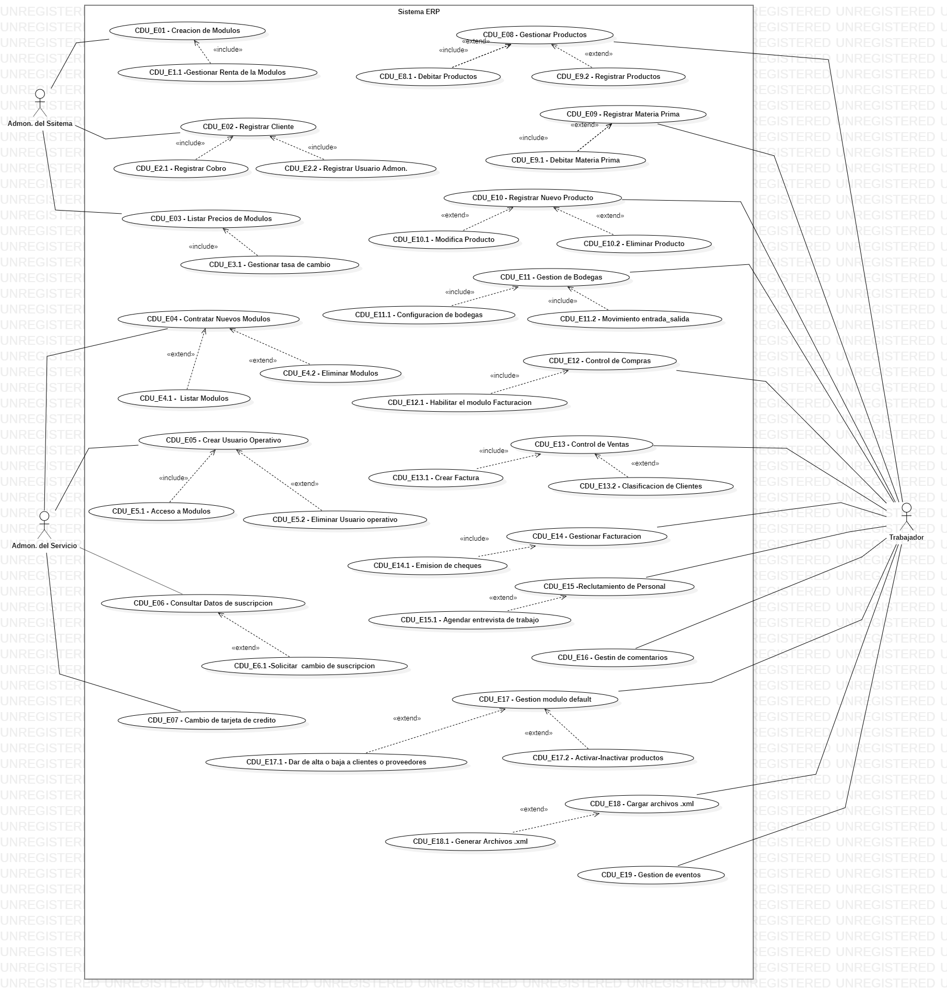 Sistema ERP
CDU_E01 - Creacion de Modulos
«include»
CDU_E1.1 -Gestionar Renta de la Modulos
Admon. del Ssitema
CDU_E02 - Registrar Cliente
«include»
«include»
CDU_E2.1 - Registrar Cobro
CDU_E2.2 - Registrar Usuario Admon.
CDU_E03 - Listar Precios de Modulos
«include»
CDU_E3.1 - Gestionar tasa de cambio
CDU_E04 - Contratar Nuevos Modulos
«extend»
«extend»
CDU_E4.2 - Eliminar Modulos
CDU_E4.1 -  Listar Modulos
CDU_E05 - Crear Usuario Operativo
«include»
«extend»
CDU_E5.1 - Acceso a Modulos
CDU_E5.2 - Eliminar Usuario operativo
Admon. del Servicio
CDU_E06 - Consultar Datos de suscripcion
«extend»
CDU_E6.1 -Solicitar  cambio de suscripcion
CDU_E07 - Cambio de tarjeta de credito
CDU_E08 - Gestionar Productos
«extend»
«include»
«extend»
CDU_E8.1 - Debitar Productos
CDU_E9.2 - Registrar Productos
CDU_E09 - Registrar Materia Prima
«extend»
«include»
CDU_E9.1 - Debitar Materia Prima
CDU_E10 - Registrar Nuevo Producto
«extend»
«extend»
CDU_E10.1 - Modifica Producto
CDU_E10.2 - Eliminar Producto
CDU_E11 - Gestion de Bodegas
«include»
«include»
CDU_E11.1 - Configuracion de bodegas
CDU_E11.2 - Movimiento entrada_salida
CDU_E12 - Control de Compras
«include»
CDU_E12.1 - Habilitar el modulo Facturacion
CDU_E13 - Control de Ventas
«include»
«extend»
CDU_E13.1 - Crear Factura
CDU_E13.2 - Clasificacion de Clientes
CDU_E14 - Gestionar Facturacion
«include»
CDU_E14.1 - Emision de cheques
Trabajador
CDU_E15 -Reclutamiento de Personal
«extend»
CDU_E15.1 - Agendar entrevista de trabajo
CDU_E16 - Gestin de comentarios
CDU_E17 - Gestion modulo default
«extend»
«extend»
CDU_E17.1 - Dar de alta o baja a clientes o proveedores
CDU_E17.2 - Activar-Inactivar productos
CDU_E18 - Cargar archivos .xml
«extend»
CDU_E18.1 - Generar Archivos .xml
CDU_E19 - Gestion de eventos
UNREGISTERED UNREGISTERED UNREGISTERED UNREGISTERED UNREGISTERED UNREGISTERED UNREGISTERED UNREGISTERED UNREGISTERED